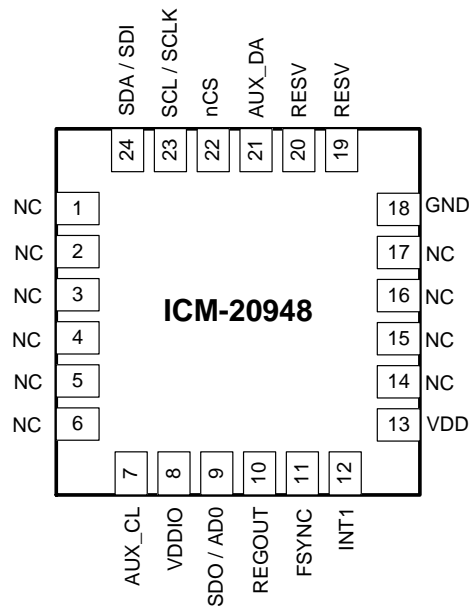 SDA / SDI
SCL / SCLK
nCS
AUX_DA
RESV
RESV
24
23
22
21
20
19
NC 1
NC 2
NC 3
NC 4
NC 5
NC 6
18 GND
17 NC
16 NC
15 NC
14 NC
13 VDD
ICM-20948
7
8
9
10
11
12
AUX_CL
VDDIO
SDO / AD0
REGOUT
FSYNC
INT1